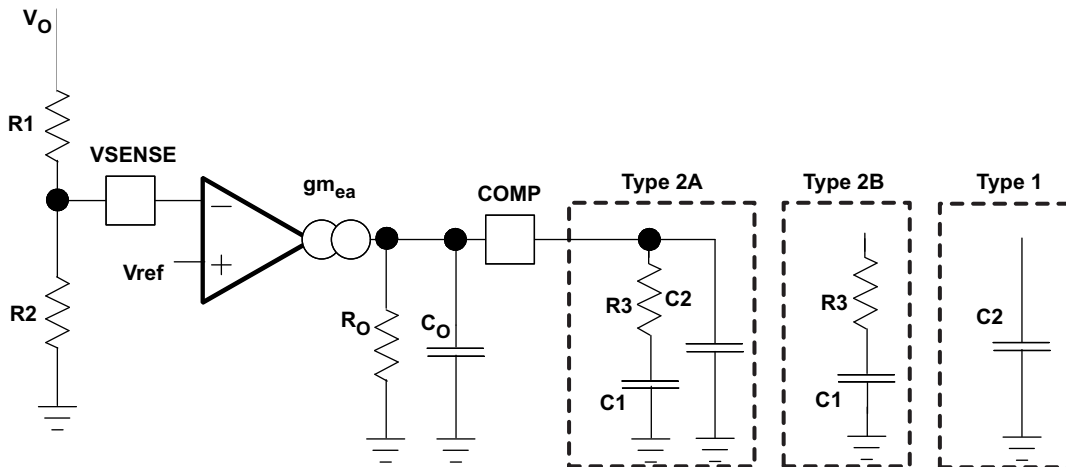 VO
R1
VSENSE
gmea
COMP
Type 2A
Type 2B
Type 1
−
+
Vref
R2
RO
CO
R3
C2
C1
R3
C1
C2